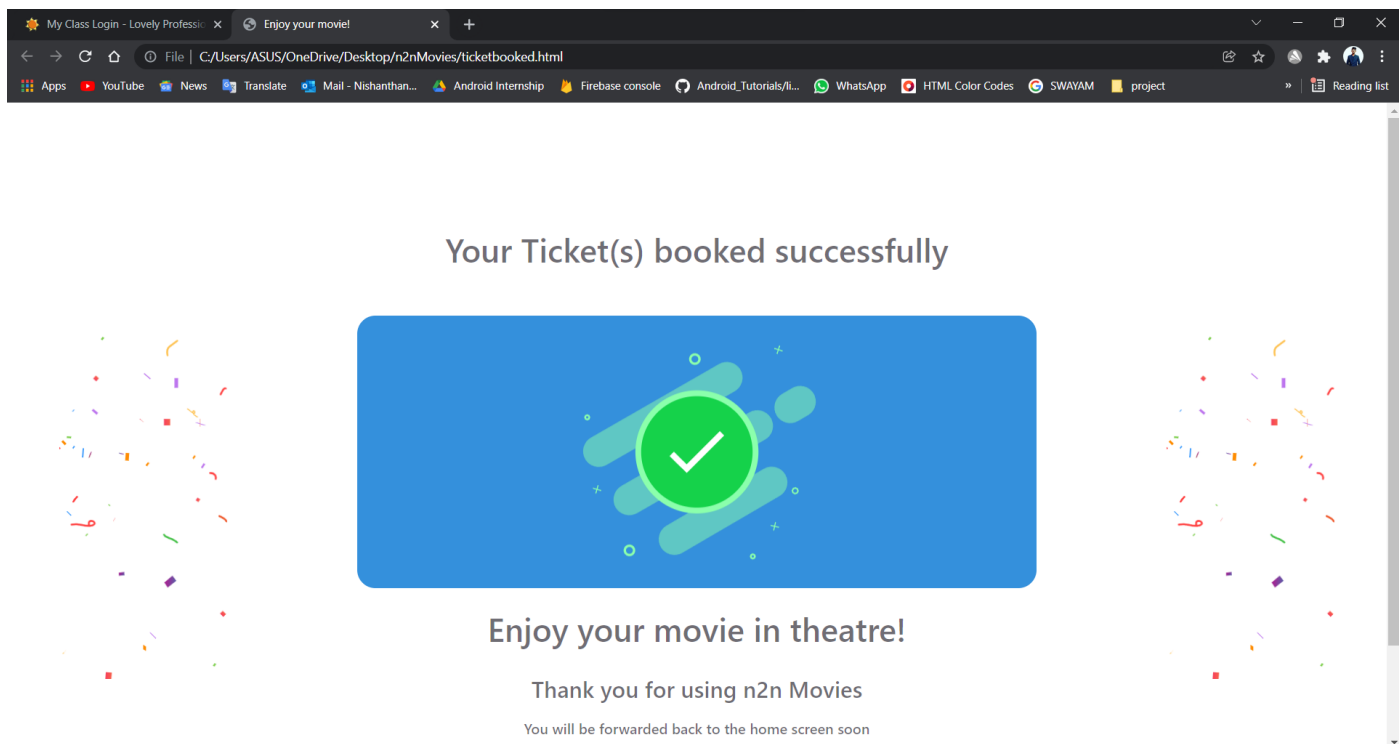 My Class Login - Lovely Professio
Enjoy your movie!
File
C:/Users/ASUS/OneDrive/Desktop/n2nMovies/ticketbooked.html
Apps
YouTube
News
Translate
Mail - Nishanthan...
Android Internship
Firebase console
Android_Tutorials/li...
WhatsApp
HTML Color Codes
SWAYAM
project
»
Reading list
Your Ticket(s) booked successfully
Enjoy your movie in theatre!
Thank you for using n2n Movies
You will be forwarded back to the home screen soon